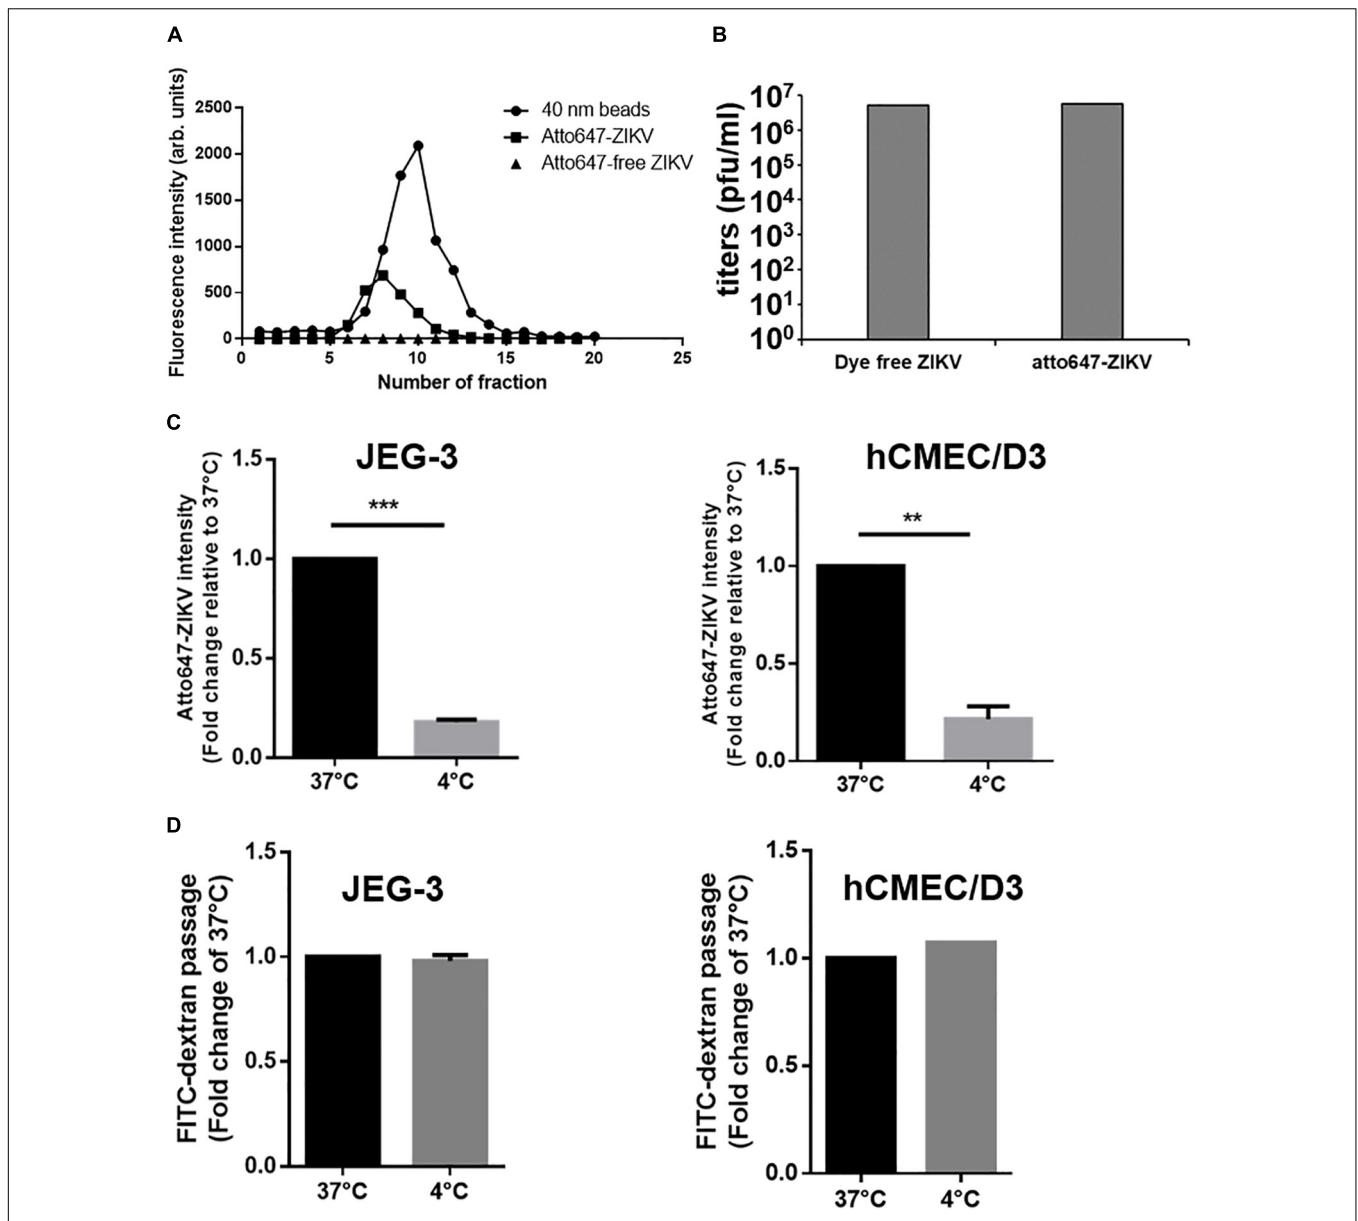 A
Fluorescence intensity (arb. units)
2500
2000
1500
1000
500
0
0 5 10 15 20 25
Number of fraction
40 nm beads
Atto647-ZIKV
Atto647-free ZIKV
B
titers (pfu/ml)
10⁷
10⁶
10⁵
10⁴
10³
10²
10¹
10⁰
Dye free ZIKV atto647-ZIKV
C
JEG-3
Atto647-ZIKV intensity
(Fold change relative to 37°C)
1.5
1.0
0.5
0.0
***
37°C 4°C
hCMEC/D3
Atto647-ZIKV intensity
(Fold change relative to 37°C)
1.5
1.0
0.5
0.0
**
37°C 4°C
D
JEG-3
FITC-dextran passage
(Fold change of 37°C)
1.5
1.0
0.5
0.0
37°C 4°C
hCMEC/D3
FITC-dextran passage
(Fold change of 37°C)
1.5
1.0
0.5
0.0
37°C 4°C